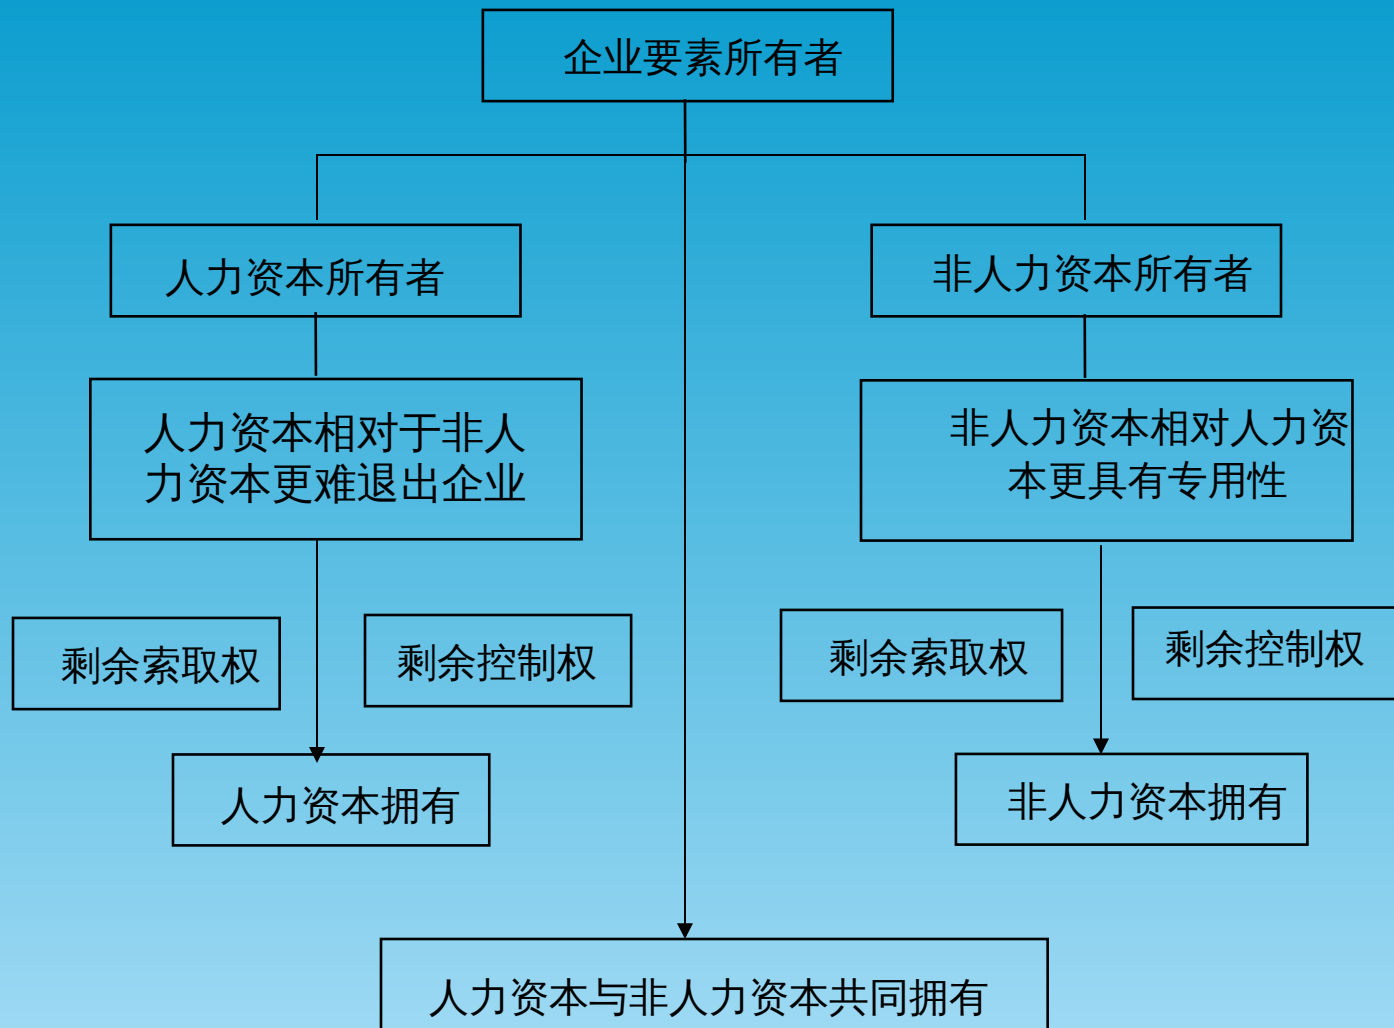 企业要素所有者
人力资本所有者
非人力资本所有者
人力资本相对于非人
力资本更难退出企业
非人力资本相对人力资
本更具有专用性
剩余索取权
剩余控制权
剩余索取权
剩余控制权
人力资本拥有
非人力资本拥有
人力资本与非人力资本共同拥有